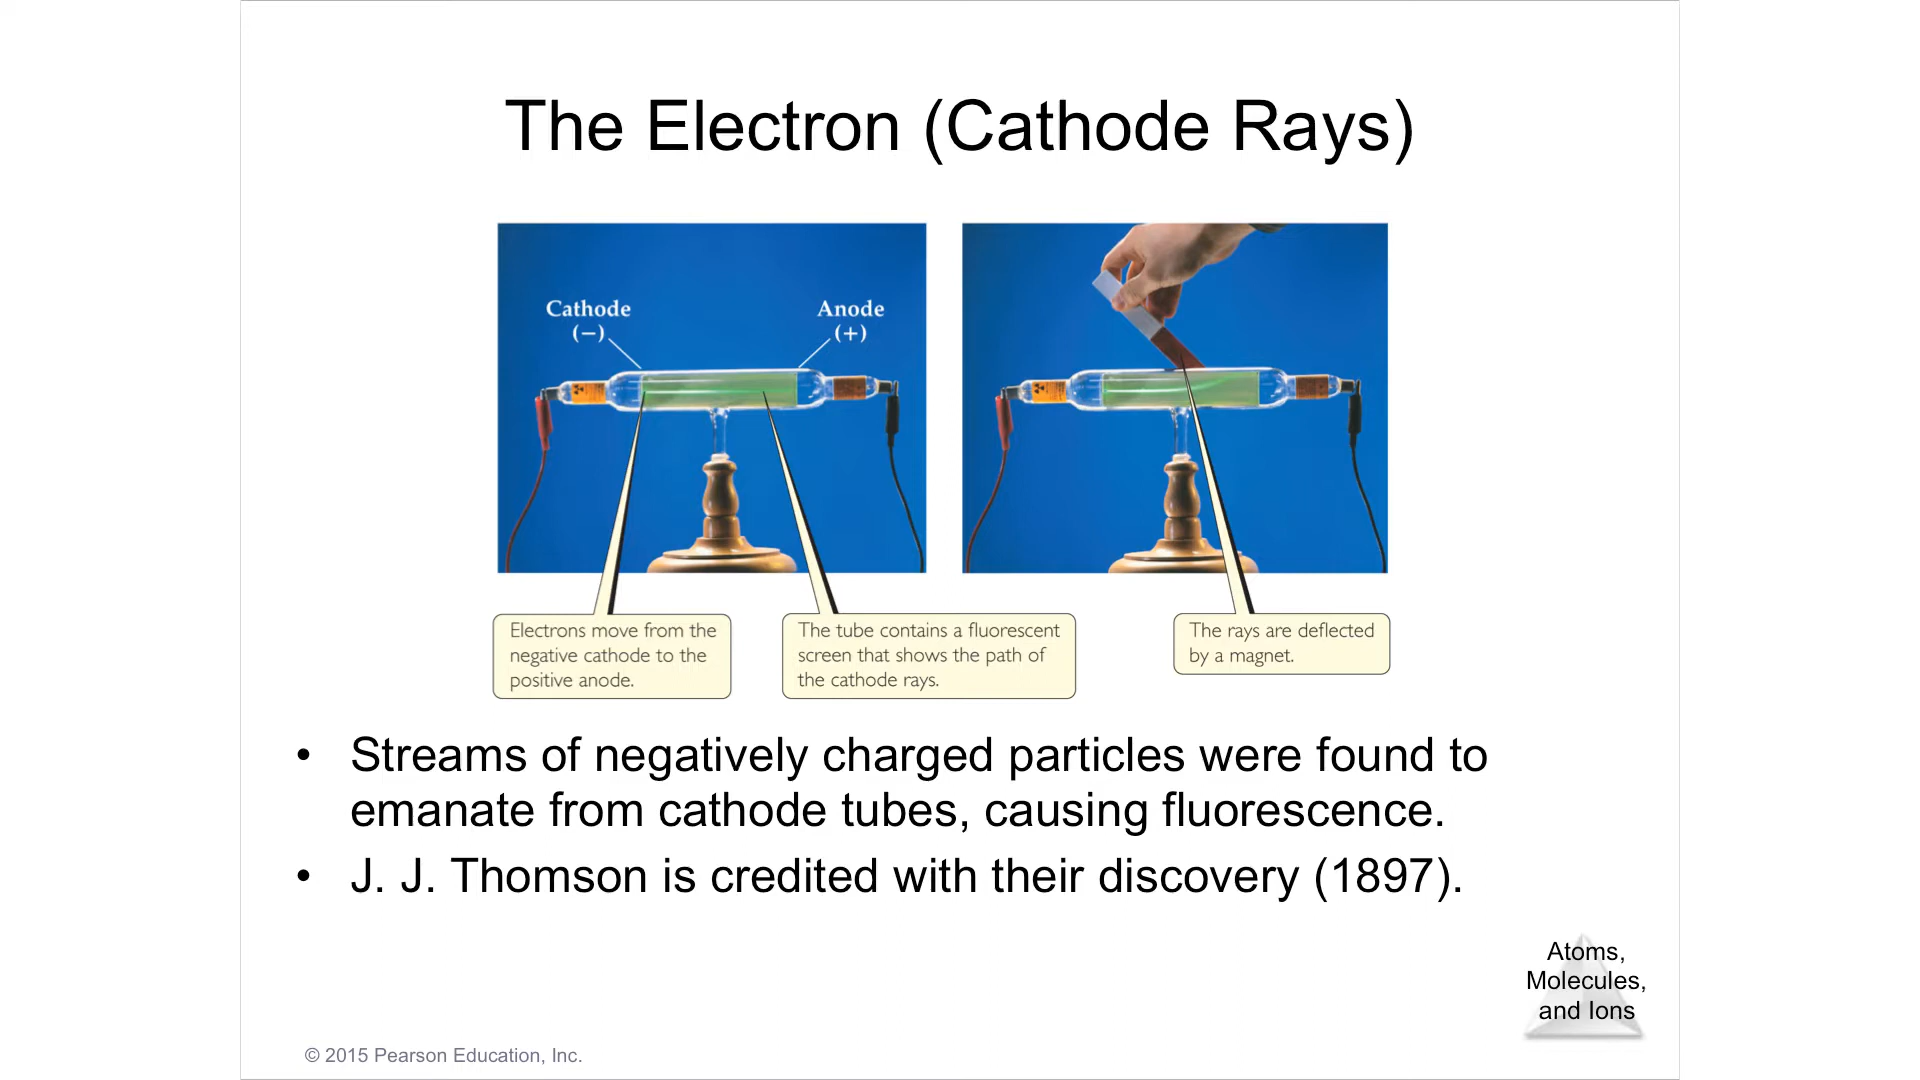 The Electron (Cathode Rays)
Cathode
(−)
Anode
(+)
Electrons move from the
negative cathode to the
positive anode.
The tube contains a fluorescent
screen that shows the path of
the cathode rays.
The rays are deflected
by a magnet.
• Streams of negatively charged particles were found to
emanate from cathode tubes, causing fluorescence.
• J. J. Thomson is credited with their discovery (1897).
Atoms,
Molecules,
and Ions
© 2015 Pearson Education, Inc.